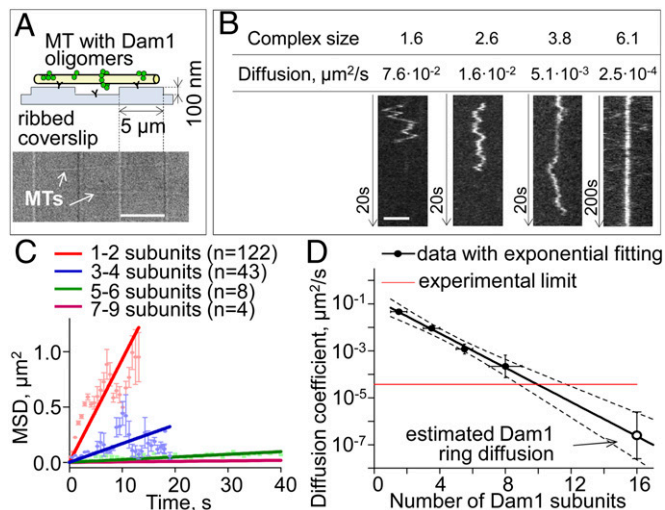 A
MT with Dam1
oligomers
100 nm
ribbed
coverslip
5 µm
MTs
B
Complex size 1.6 2.6 3.8 6.1
Diffusion, µm²/s 7.6·10⁻² 1.6·10⁻² 5.1·10⁻³ 2.5·10⁻⁴
20s
20s
20s
200s
C
1-2 subunits (n=122)
3-4 subunits (n=43)
5-6 subunits (n=8)
7-9 subunits (n=4)
MSD, µm²
1.0
0.5
0.0
0 10 20 30 40
Time, s
D
data with exponential fitting
experimental limit
Diffusion coefficient, µm²/s
10⁻¹
10⁻³
10⁻⁵
10⁻⁷
estimated Dam1
ring diffusion
0 4 8 12 16
Number of Dam1 subunits